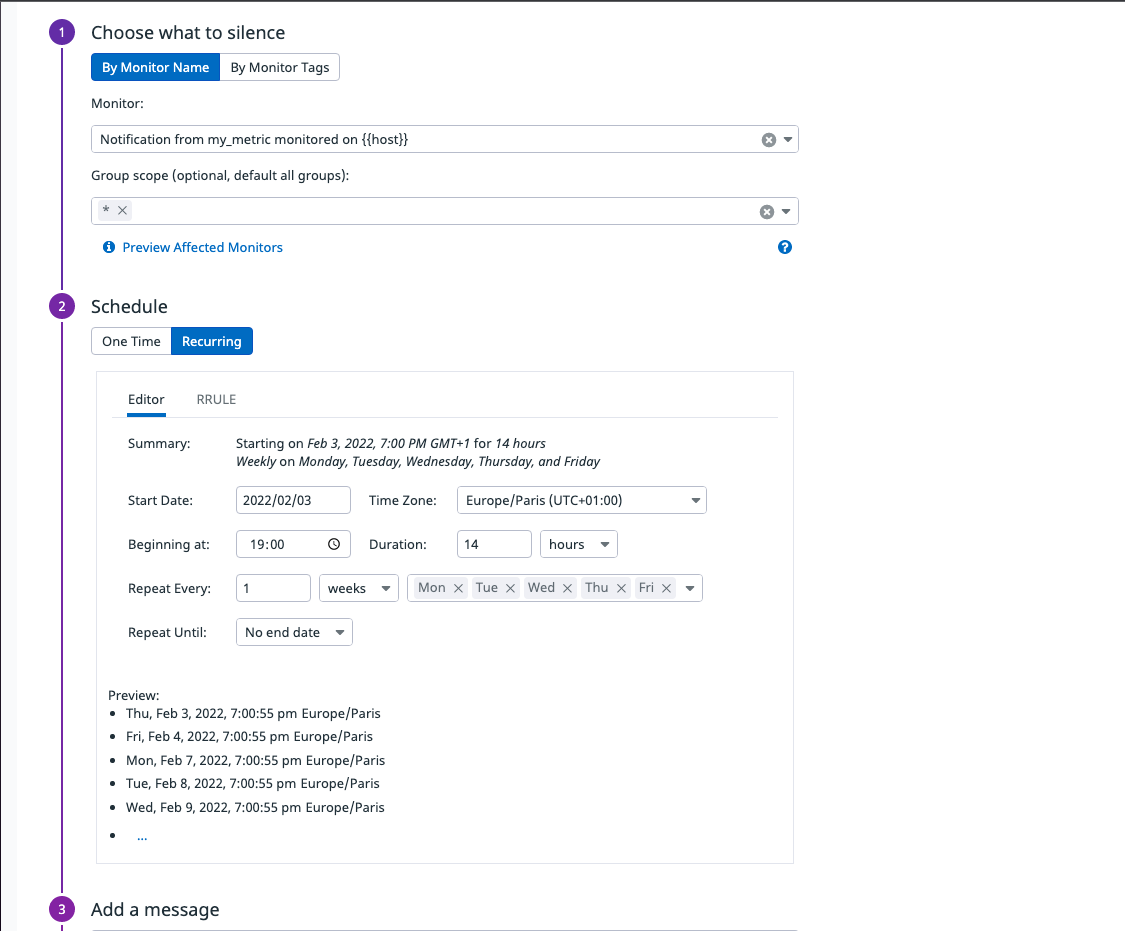 1 Choose what to silence
By Monitor Name By Monitor Tags
Monitor:
Notification from my_metric monitored on {{host}}
Group scope (optional, default all groups):
*
Preview Affected Monitors
2 Schedule
One Time Recurring
Editor RRULE
Summary: Starting on Feb 3, 2022, 7:00 PM GMT+1 for 14 hours
Weekly on Monday, Tuesday, Wednesday, Thursday, and Friday
Start Date: 2022/02/03 Time Zone: Europe/Paris (UTC+01:00)
Beginning at: 19:00 Duration: 14 hours
Repeat Every: 1 weeks Mon Tue Wed Thu Fri
Repeat Until: No end date
Preview:
• Thu, Feb 3, 2022, 7:00:55 pm Europe/Paris
• Fri, Feb 4, 2022, 7:00:55 pm Europe/Paris
• Mon, Feb 7, 2022, 7:00:55 pm Europe/Paris
• Tue, Feb 8, 2022, 7:00:55 pm Europe/Paris
• Wed, Feb 9, 2022, 7:00:55 pm Europe/Paris
• ...
3 Add a message